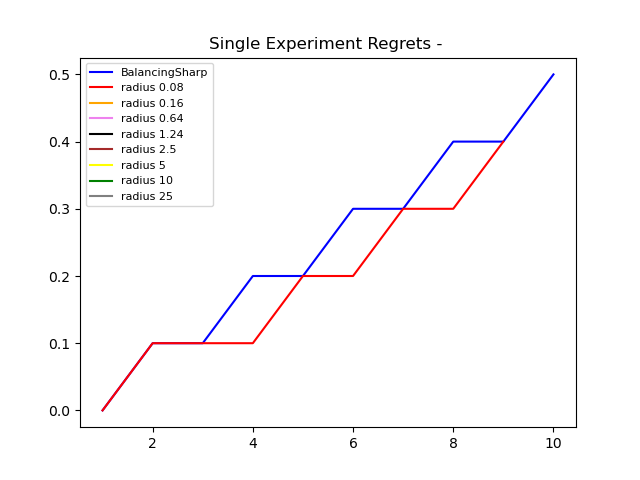 Single Experiment Regrets -
BalancingSharp
radius 0.08
radius 0.16
radius 0.64
radius 1.24
radius 2.5
radius 5
radius 10
radius 25
0.5
0.4
0.3
0.2
0.1
0.0
2 4 6 8 10